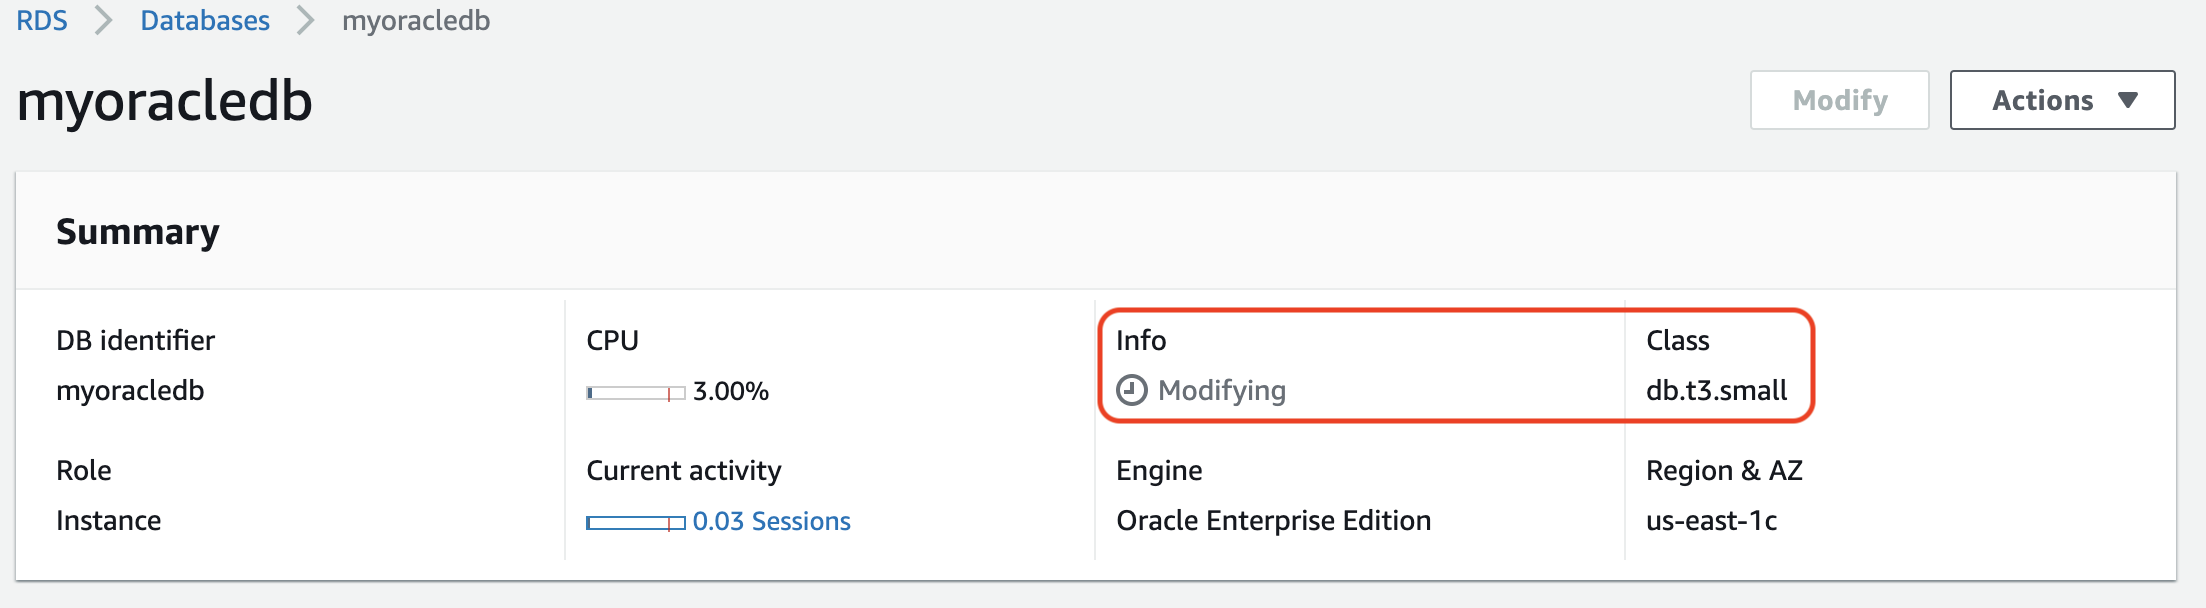 RDS > Databases > myoracledb
myoracledb
Modify
Actions
Summary
DB identifier
myoracledb
CPU
3.00%
Info
Modifying
Class
db.t3.small
Role
Instance
Current activity
0.03 Sessions
Engine
Oracle Enterprise Edition
Region & AZ
us-east-1c